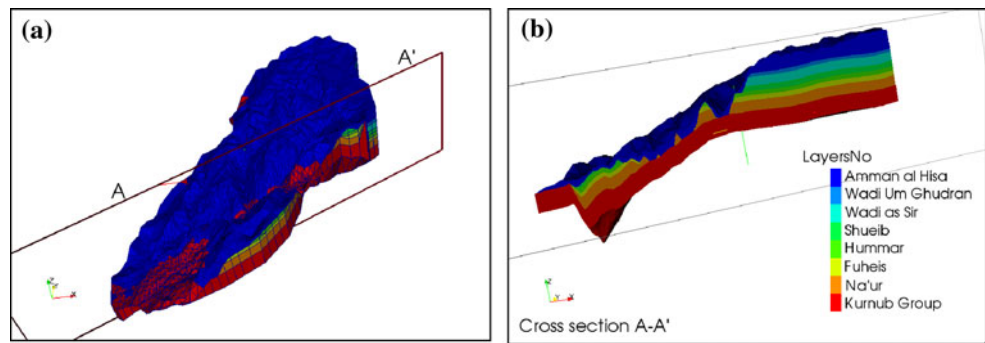 (a)
A'
A
(b)
LayersNo
Amman al Hisa
Wadi Um Ghudran
Wadi as Sir
Shueib
Hummar
Fuheis
Na'ur
Kurnub Group
Cross section A-A'